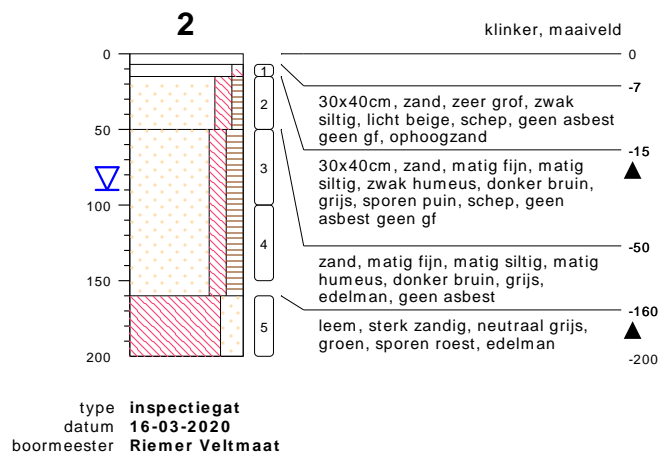 2
klinker, maaiveld
0
0
-7
1
30x40cm, zand, zeer grof, zwak
siltig, licht beige, schep, geen asbest
geen gf, ophoogzand
2
50
-15
30x40cm, zand, matig fijn, matig
siltig, zwak humeus, donker bruin,
grijs, sporen puin, schep, geen
asbest geen gf
3
100
-50
4
zand, matig fijn, matig siltig, matig
humeus, donker bruin, grijs,
edelman, geen asbest
150
-160
5
leem, sterk zandig, neutraal grijs,
groen, sporen roest, edelman
200
-200
type inspectiegat
datum 16-03-2020
boormeester Riemer Veltmaat